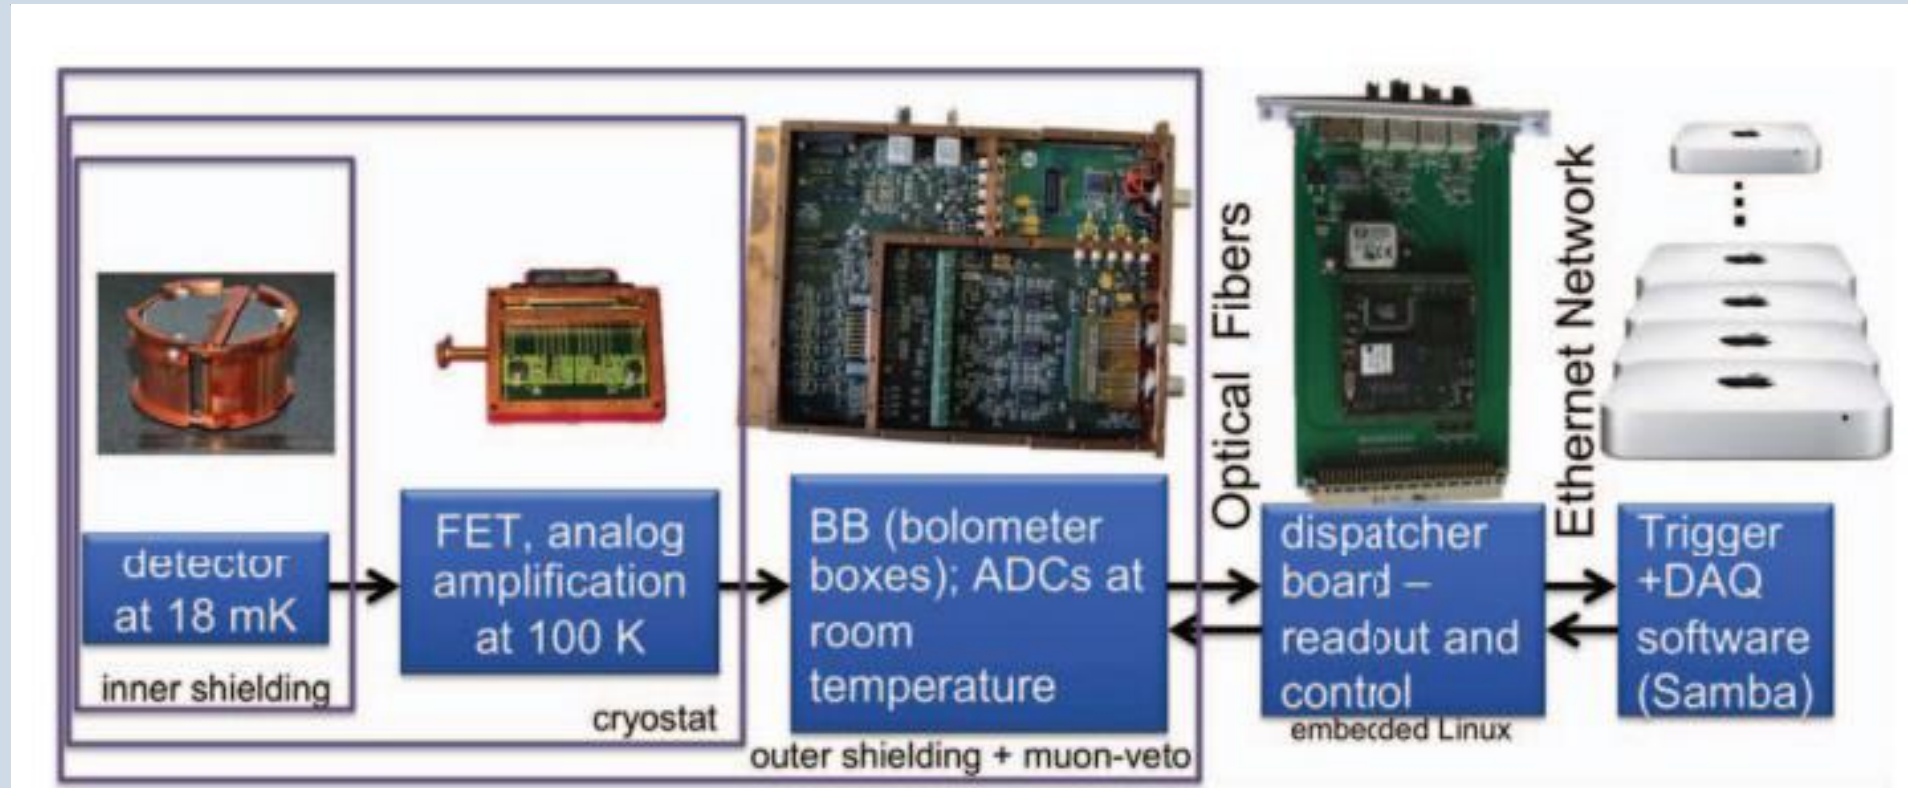 detector
at 18 mK
inner shielding
FET, analog
amplification
at 100 K
cryostat
BB (bolometer
boxes); ADCs at
room
temperature
outer shielding + muon-veto
Optical Fibers
dispatcher
board –
readout and
control
embedded Linux
Ethernet Network
Trigger
+DAQ
software
(Samba)